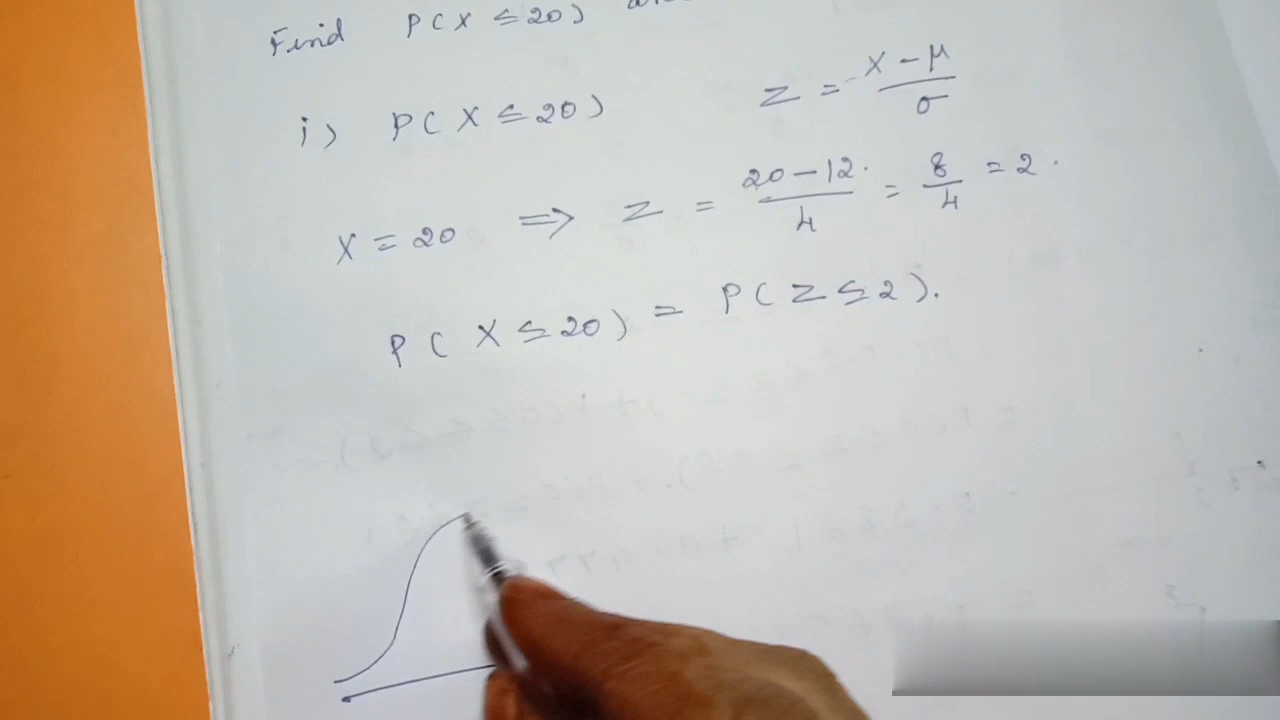 Find P(X ≤ 20)
i) P(X ≤ 20) Z = X - μ / σ
X = 20 ⇒ Z = 20 - 12 / 4 = 8 / 4 = 2.
P(X ≤ 20) = P(Z ≤ 2).